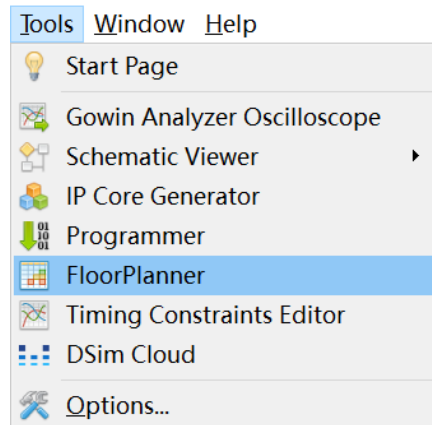 Tools Window Help
Start Page
Gowin Analyzer Oscilloscope
Schematic Viewer
IP Core Generator
Programmer
FloorPlanner
Timing Constraints Editor
DSim Cloud
Options...